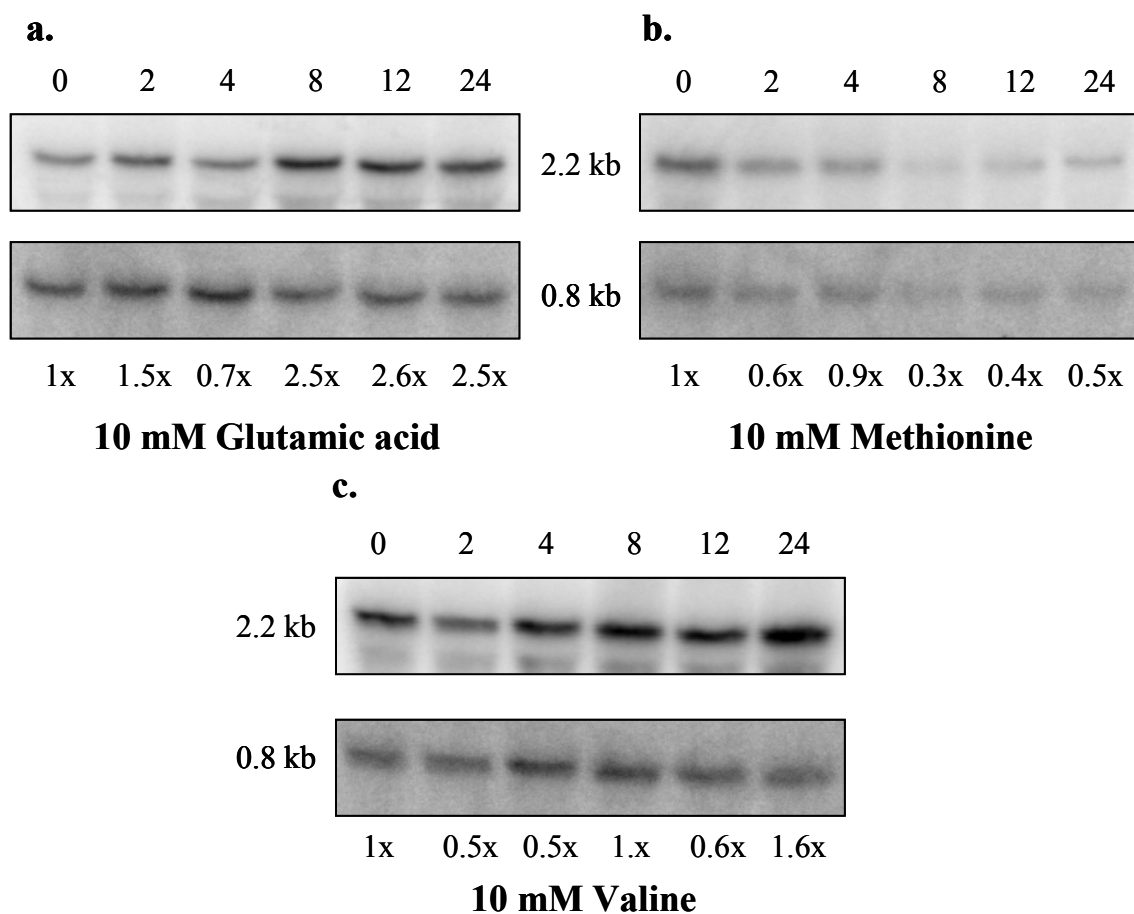 a.
0 2 4 8 12 24
2.2 kb
0.8 kb
1x 1.5x 0.7x 2.5x 2.6x 2.5x
10 mM Glutamic acid
b.
0 2 4 8 12 24
1x 0.6x 0.9x 0.3x 0.4x 0.5x
10 mM Methionine
c.
0 2 4 8 12 24
2.2 kb
0.8 kb
1x 0.5x 0.5x 1.x 0.6x 1.6x
10 mM Valine